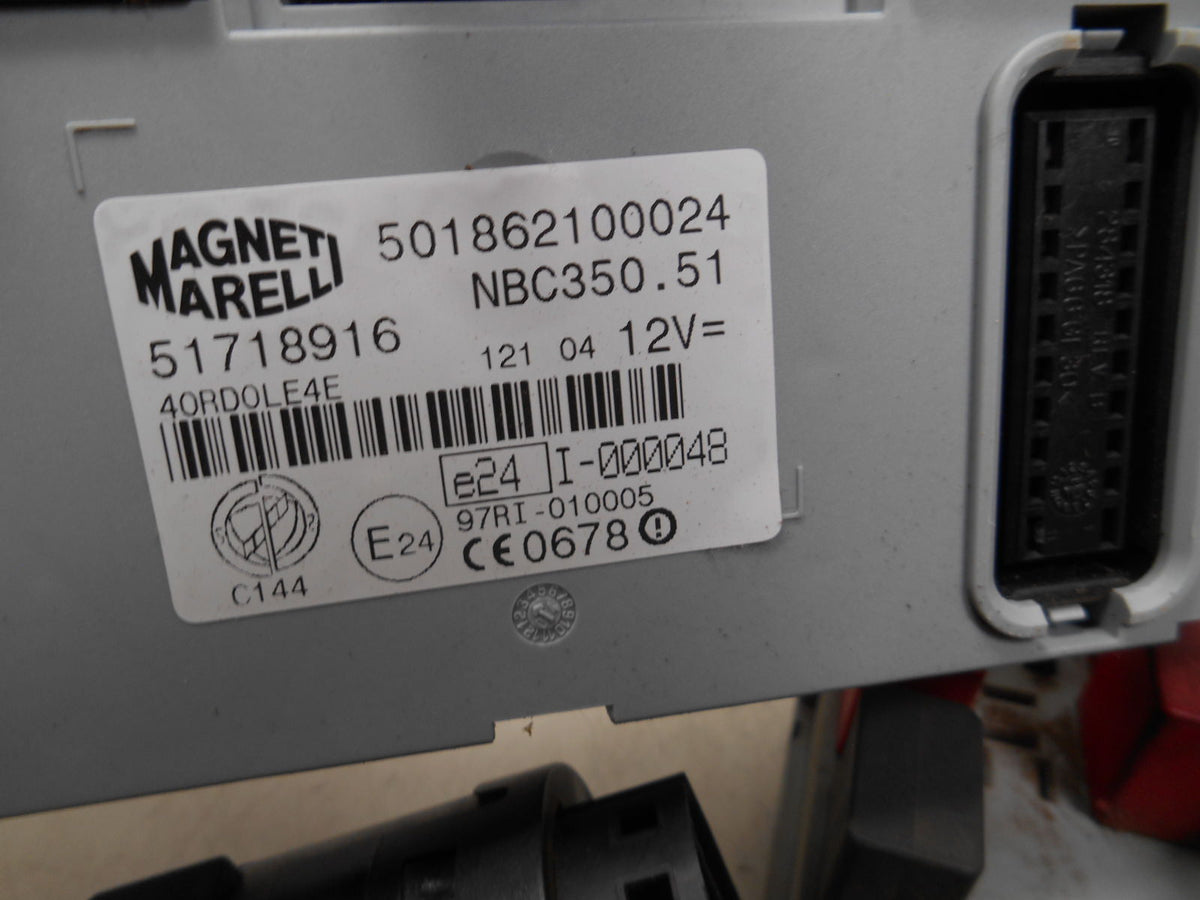 MAGNETI
MARELLI
501862100024
NBC350.51
51718916
121 04 12V=
40RD0LE4E
e24 I-000048
97RI-010005
E24
CE0678
C144